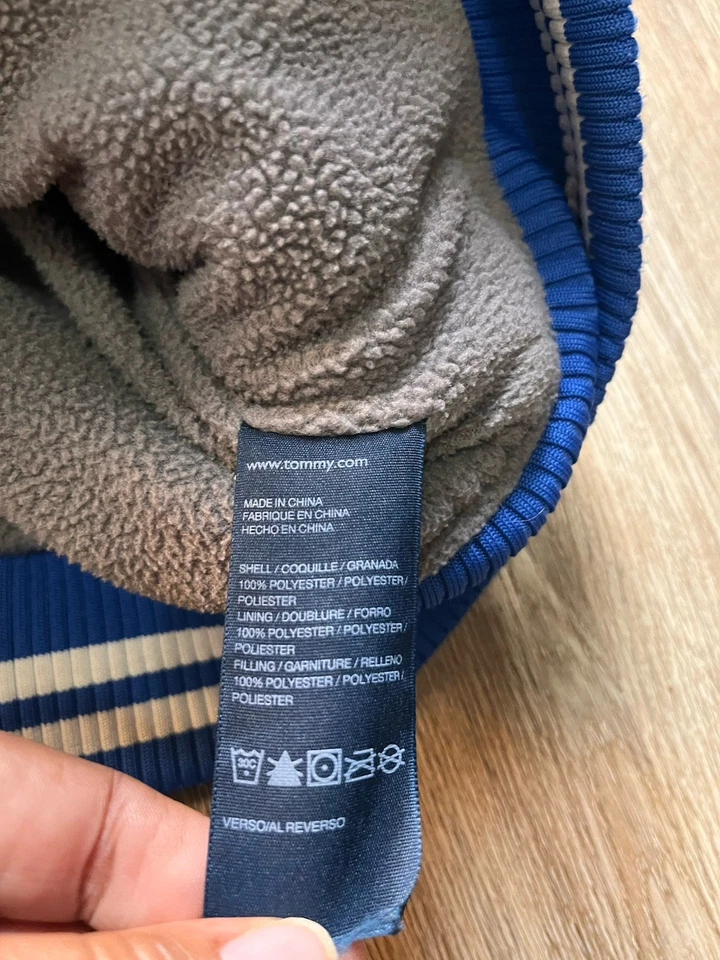 www.tommy.com
MADE IN CHINA
FABRIQUE EN CHINA
HECHO EN CHINA
SHELL / COQUILLE / GRANADA
100% POLYESTER / POLYESTER /
POLIESTER
LINING / DOUBLURE / FORRO
100% POLYESTER / POLYESTER /
POLIESTER
FILLING / GARNITURE / RELLENO
100% POLYESTER / POLYESTER /
POLIESTER
30C
VERSO/AL REVERSO